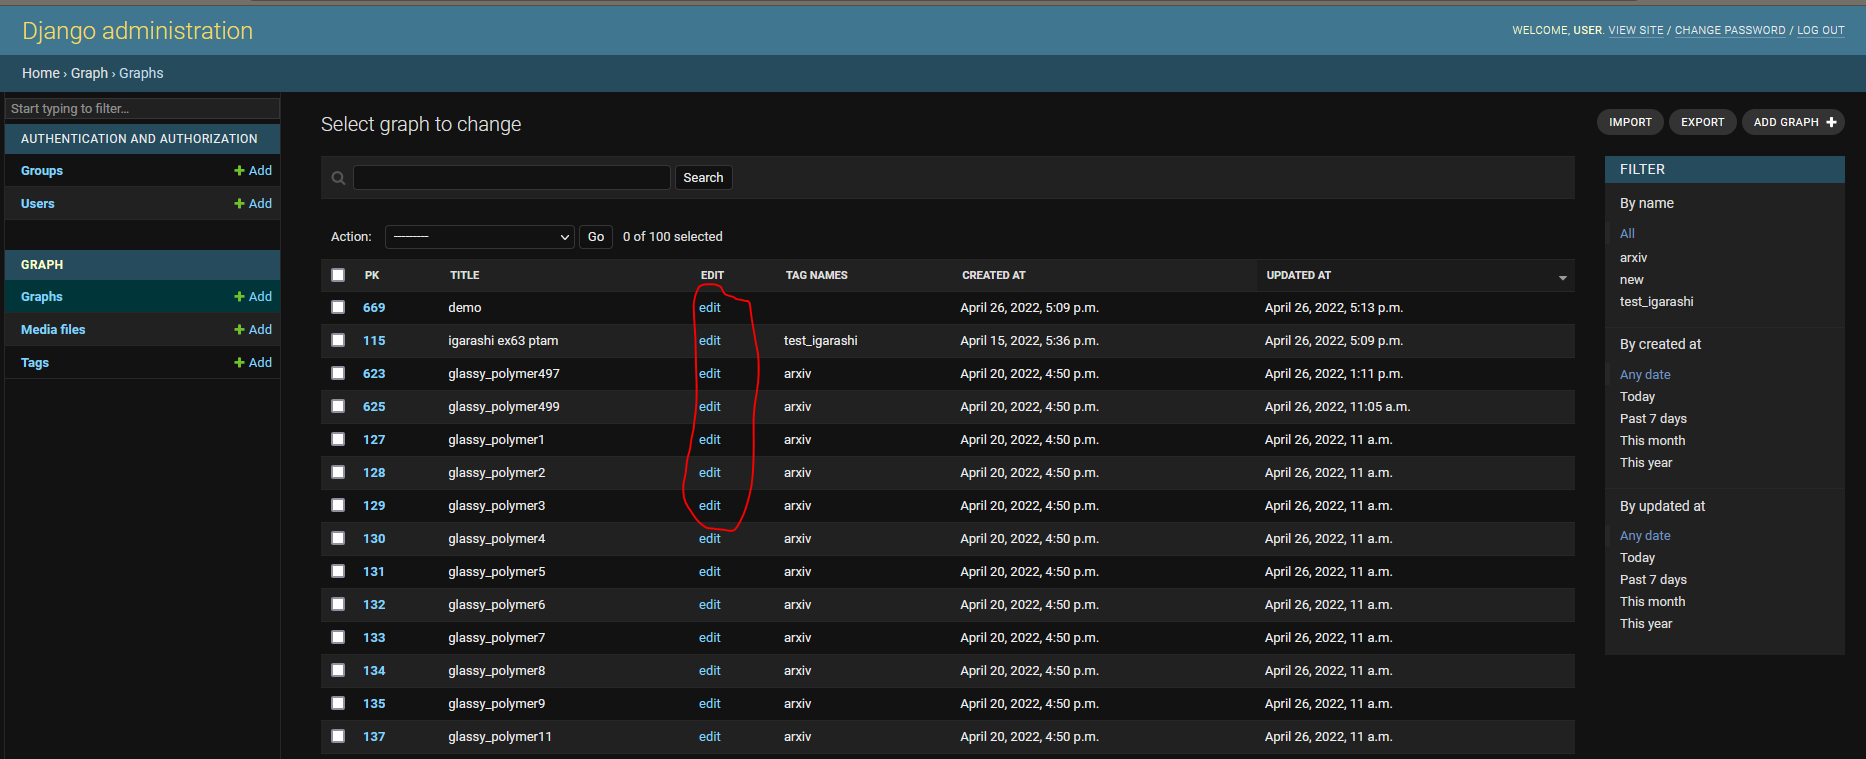 Django administration
WELCOME, USER. VIEW SITE / CHANGE PASSWORD / LOG OUT
Home › Graph › Graphs
Start typing to filter...
AUTHENTICATION AND AUTHORIZATION
Groups + Add
Users + Add
GRAPH
Graphs + Add
Media files + Add
Tags + Add
Select graph to change
IMPORT EXPORT ADD GRAPH +
Search
Action: --------- Go 0 of 100 selected
PK TITLE EDIT TAG NAMES CREATED AT UPDATED AT
669 demo edit April 26, 2022, 5:09 p.m. April 26, 2022, 5:13 p.m.
115 igarashi ex63 ptam edit test_igarashi April 15, 2022, 5:36 p.m. April 26, 2022, 5:09 p.m.
623 glassy_polymer497 edit arxiv April 20, 2022, 4:50 p.m. April 26, 2022, 1:11 p.m.
625 glassy_polymer499 edit arxiv April 20, 2022, 4:50 p.m. April 26, 2022, 11:05 a.m.
127 glassy_polymer1 edit arxiv April 20, 2022, 4:50 p.m. April 26, 2022, 11 a.m.
128 glassy_polymer2 edit arxiv April 20, 2022, 4:50 p.m. April 26, 2022, 11 a.m.
129 glassy_polymer3 edit arxiv April 20, 2022, 4:50 p.m. April 26, 2022, 11 a.m.
130 glassy_polymer4 edit arxiv April 20, 2022, 4:50 p.m. April 26, 2022, 11 a.m.
131 glassy_polymer5 edit arxiv April 20, 2022, 4:50 p.m. April 26, 2022, 11 a.m.
132 glassy_polymer6 edit arxiv April 20, 2022, 4:50 p.m. April 26, 2022, 11 a.m.
133 glassy_polymer7 edit arxiv April 20, 2022, 4:50 p.m. April 26, 2022, 11 a.m.
134 glassy_polymer8 edit arxiv April 20, 2022, 4:50 p.m. April 26, 2022, 11 a.m.
135 glassy_polymer9 edit arxiv April 20, 2022, 4:50 p.m. April 26, 2022, 11 a.m.
137 glassy_polymer11 edit arxiv April 20, 2022, 4:50 p.m. April 26, 2022, 11 a.m.
FILTER
By name
All
arxiv
new
test_igarashi
By created at
Any date
Today
Past 7 days
This month
This year
By updated at
Any date
Today
Past 7 days
This month
This year